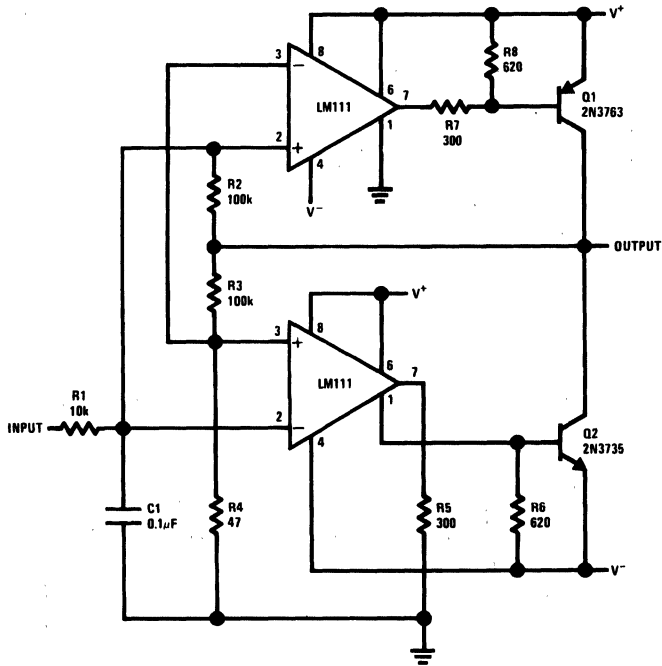 V+
3
−
8
R8
620
LM111
6
7
Q1
2N3763
2
+
1
R7
300
4
R2
100k
V−
OUTPUT
R3
100k
V+
3
+
8
6
R1
10k
LM111
7
INPUT
2
−
1
Q2
2N3735
4
C1
0.1µF
R4
47
R5
300
R6
620
V−